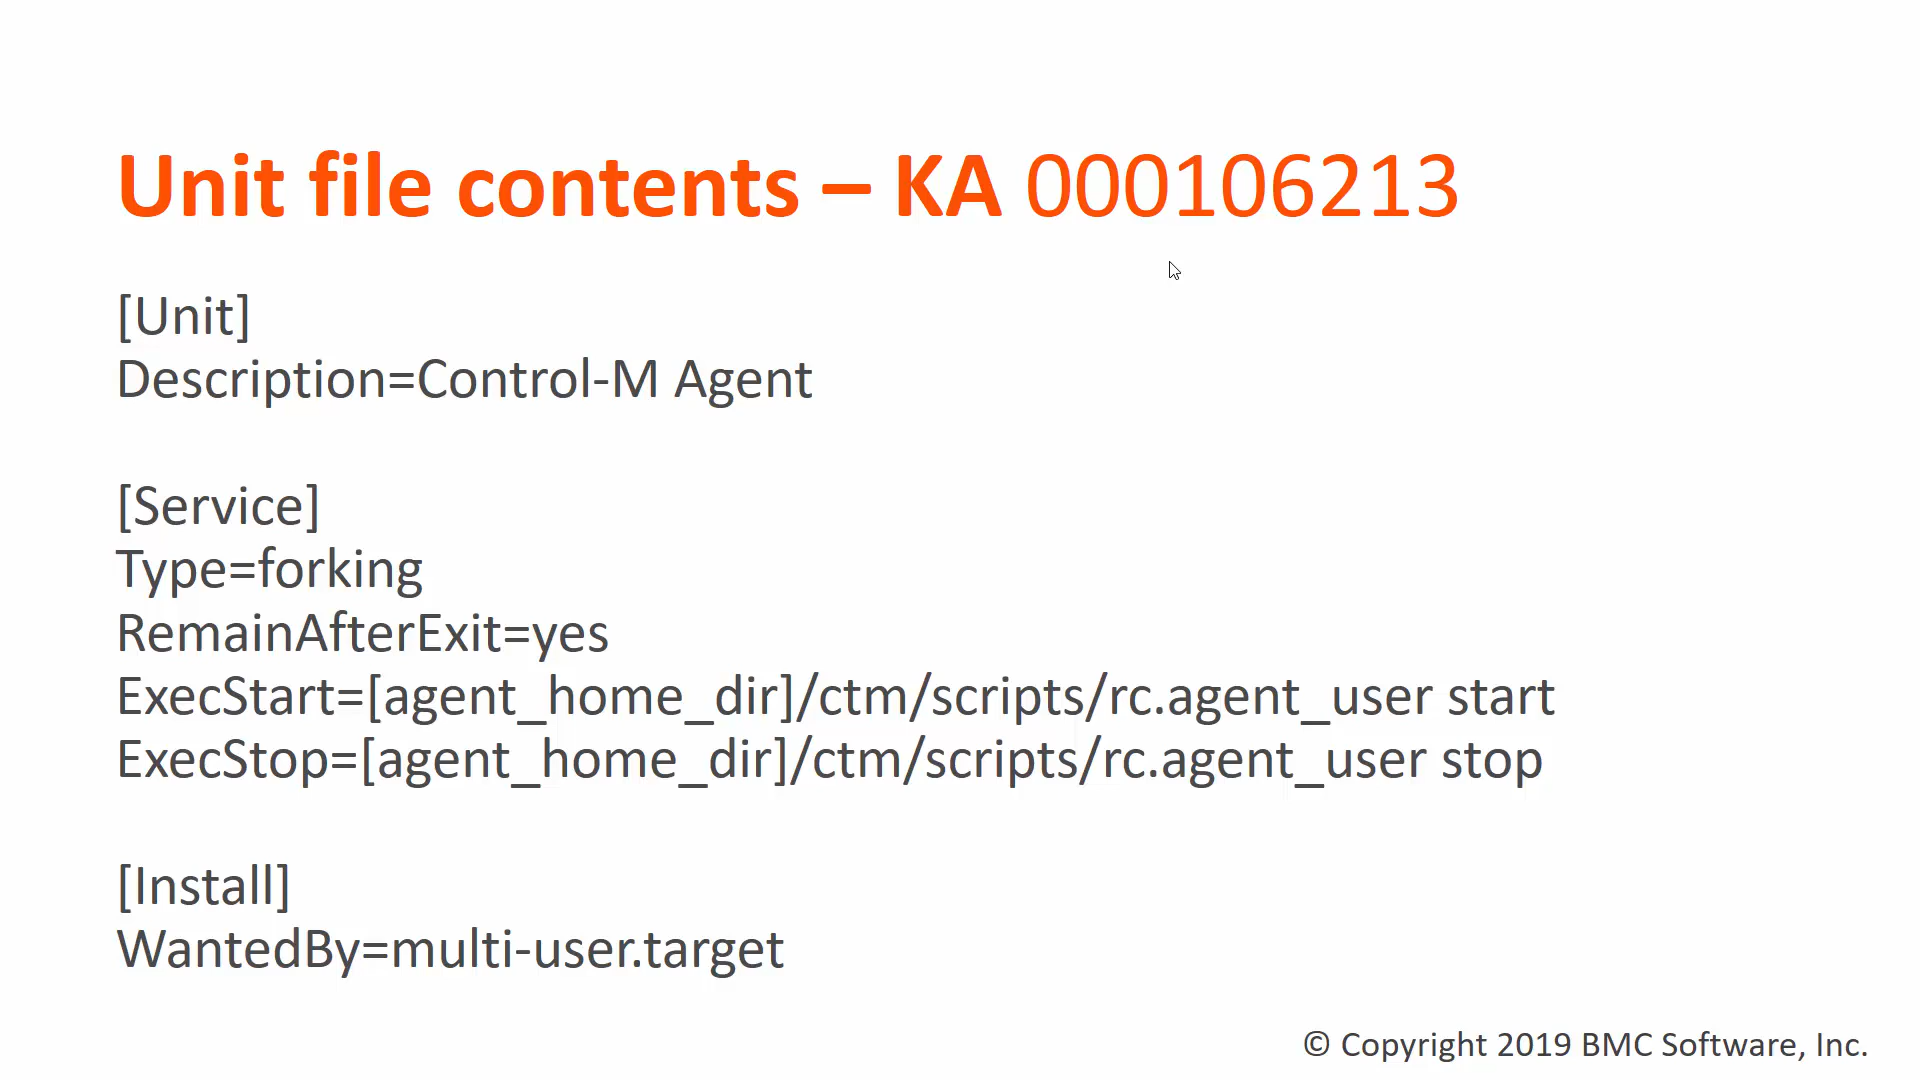 Unit file contents – KA 000106213
[Unit]
Description=Control-M Agent
[Service]
Type=forking
RemainAfterExit=yes
ExecStart=[agent_home_dir]/ctm/scripts/rc.agent_user start
ExecStop=[agent_home_dir]/ctm/scripts/rc.agent_user stop
[Install]
WantedBy=multi-user.target
© Copyright 2019 BMC Software, Inc.